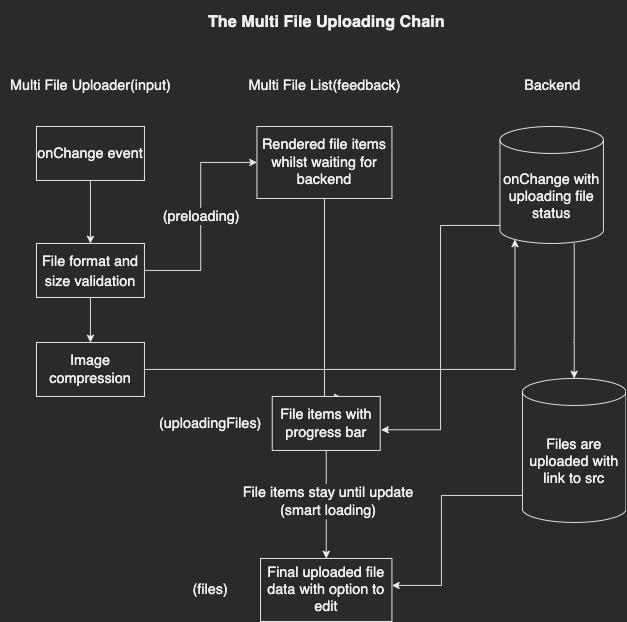 The Multi File Uploading Chain
Multi File Uploader(input)
Multi File List(feedback)
Backend
onChange event
Rendered file items
whilst waiting for
backend
onChange with
uploading file
status
(preloading)
File format and
size validation
Image
compression
(uploadingFiles)
File items with
progress bar
Files are
uploaded with
link to src
File items stay until update
(smart loading)
(files)
Final uploaded file
data with option to
edit